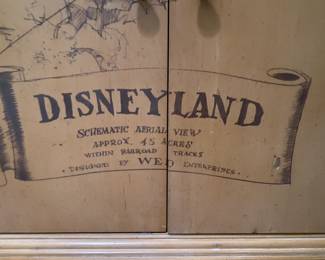 DISNEYLAND
SCHEMATIC AERIAL VIEW
APPROX. 45 ACRES
WITHIN RAILROAD TRACKS
• DESIGNED BY WED ENTERPRISES •